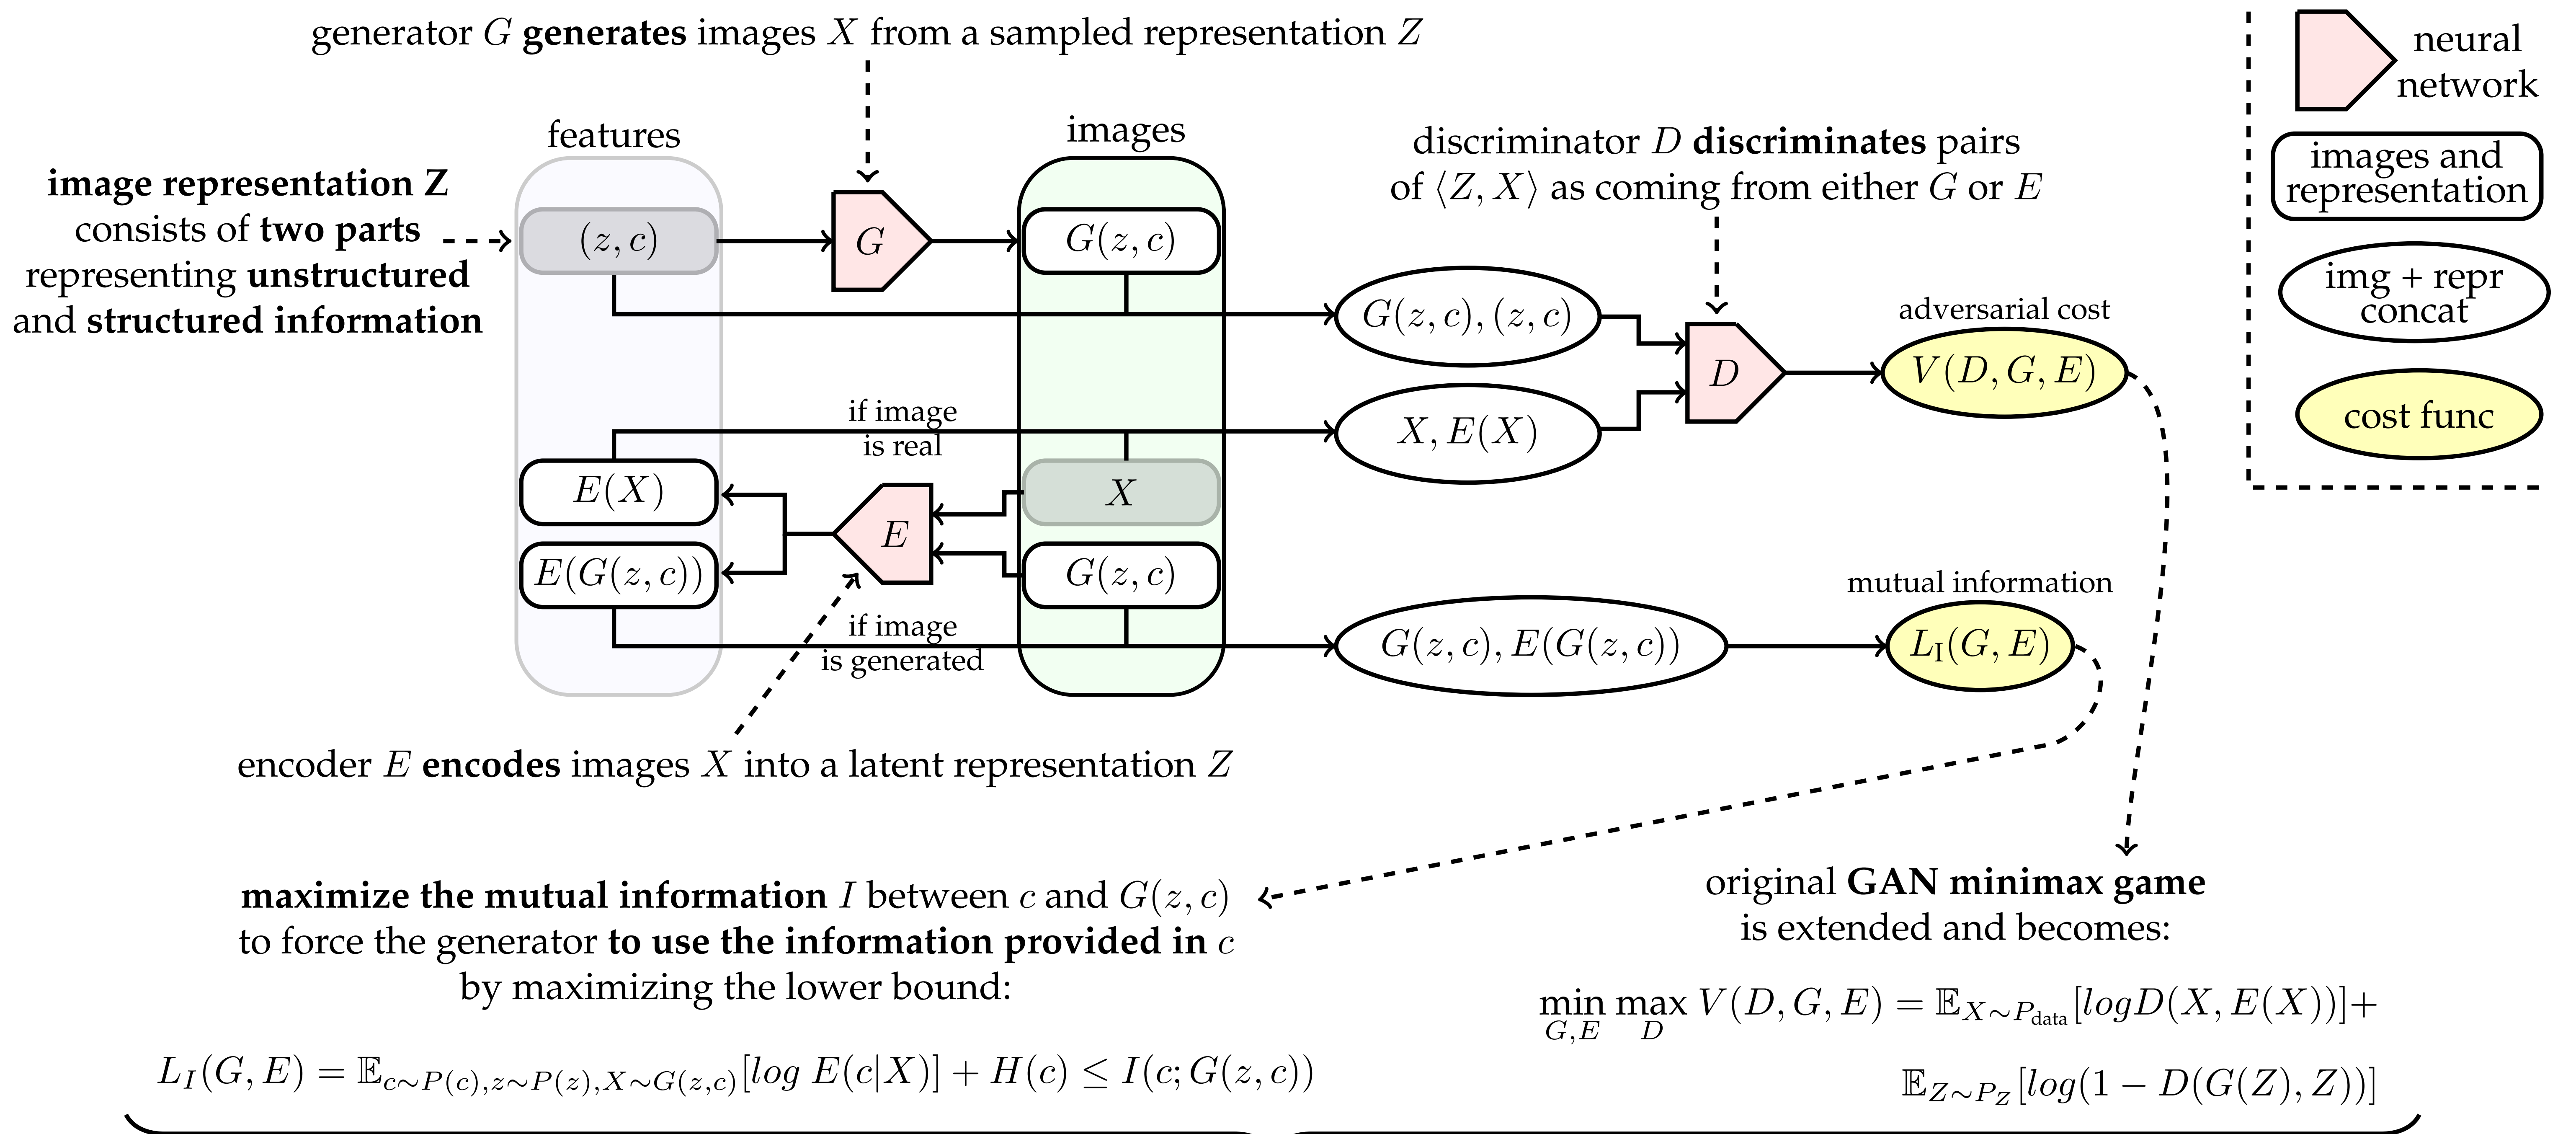 generator G generates images X from a sampled representation Z
neural
network
images and
representation
img + repr
concat
cost func
features
images
discriminator D discriminates pairs
of ⟨Z, X⟩ as coming from either G or E
image representation Z
consists of two parts
representing unstructured
and structured information
(z, c)
G
G(z, c)
G(z, c), (z, c)
D
adversarial cost
V(D, G, E)
if image
is real
X, E(X)
E(X)
E
X
E(G(z, c))
G(z, c)
if image
is generated
G(z, c), E(G(z, c))
mutual information
L_I(G, E)
encoder E encodes images X into a latent representation Z
maximize the mutual information I between c and G(z, c)
to force the generator to use the information provided in c
by maximizing the lower bound:
L_I(G, E) = 𝔼_{c∼P(c),z∼P(z),X∼G(z,c)}[log E(c|X)] + H(c) ≤ I(c; G(z, c))
original GAN minimax game
is extended and becomes:
min_{G,E} max_D V(D, G, E) = 𝔼_{X∼P_data}[logD(X, E(X))]+
𝔼_{Z∼P_Z}[log(1 − D(G(Z), Z))]